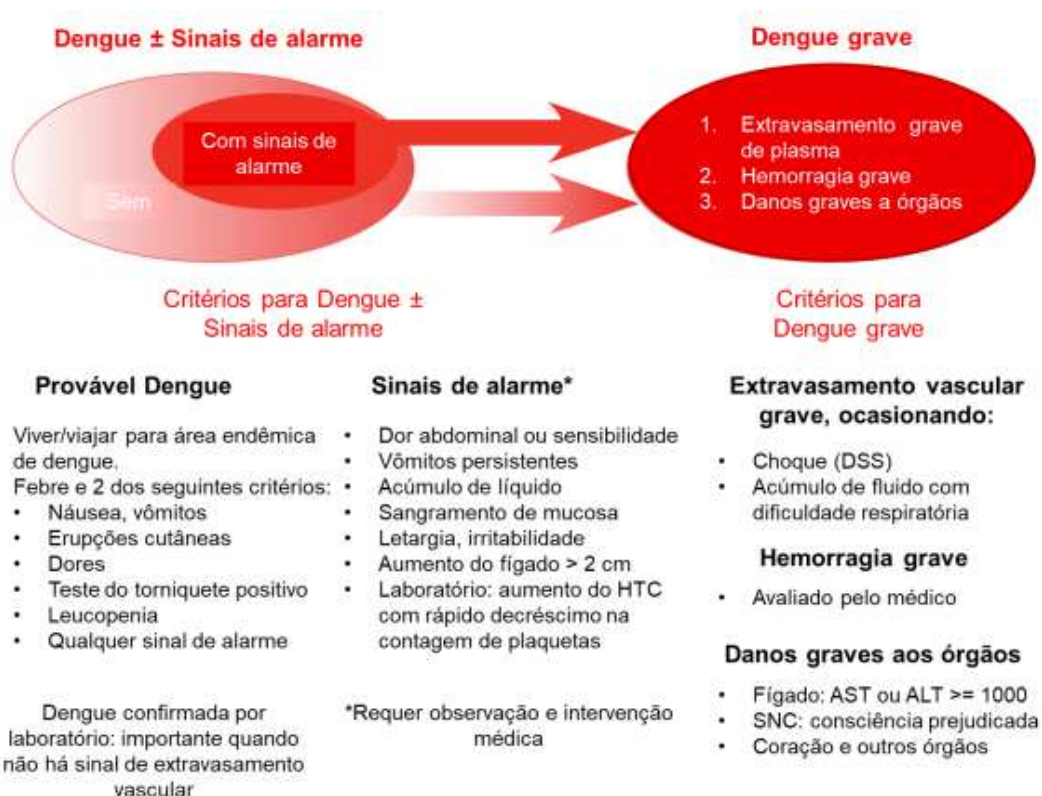 Dengue ± Sinais de alarme
Dengue grave
Com sinais de
alarme
Sem
1. Extravasamento grave
de plasma
2. Hemorragia grave
3. Danos graves a órgãos
Critérios para Dengue ±
Sinais de alarme
Critérios para
Dengue grave
Provável Dengue
Viver/viajar para área endêmica
de dengue.
Febre e 2 dos seguintes critérios:
• Náusea, vômitos
• Erupções cutâneas
• Dores
• Teste do torniquete positivo
• Leucopenia
• Qualquer sinal de alarme
Dengue confirmada por
laboratório: importante quando
não há sinal de extravasamento
vascular
Sinais de alarme*
• Dor abdominal ou sensibilidade
• Vômitos persistentes
• Acúmulo de líquido
• Sangramento de mucosa
• Letargia, irritabilidade
• Aumento do fígado > 2 cm
• Laboratório: aumento do HTC
com rápido decréscimo na
contagem de plaquetas
*Requer observação e intervenção
médica
Extravasamento vascular
grave, ocasionando:
• Choque (DSS)
• Acúmulo de fluido com
dificuldade respiratória
Hemorragia grave
• Avaliado pelo médico
Danos graves aos órgãos
• Fígado: AST ou ALT >= 1000
• SNC: consciência prejudicada
• Coração e outros órgãos